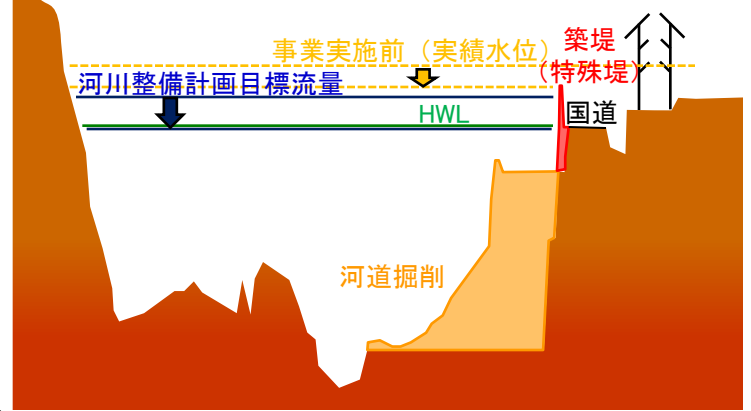 事業実施前（実績水位）
築堤
（特殊堤）
河川整備計画目標流量
HWL
国道
河道掘削